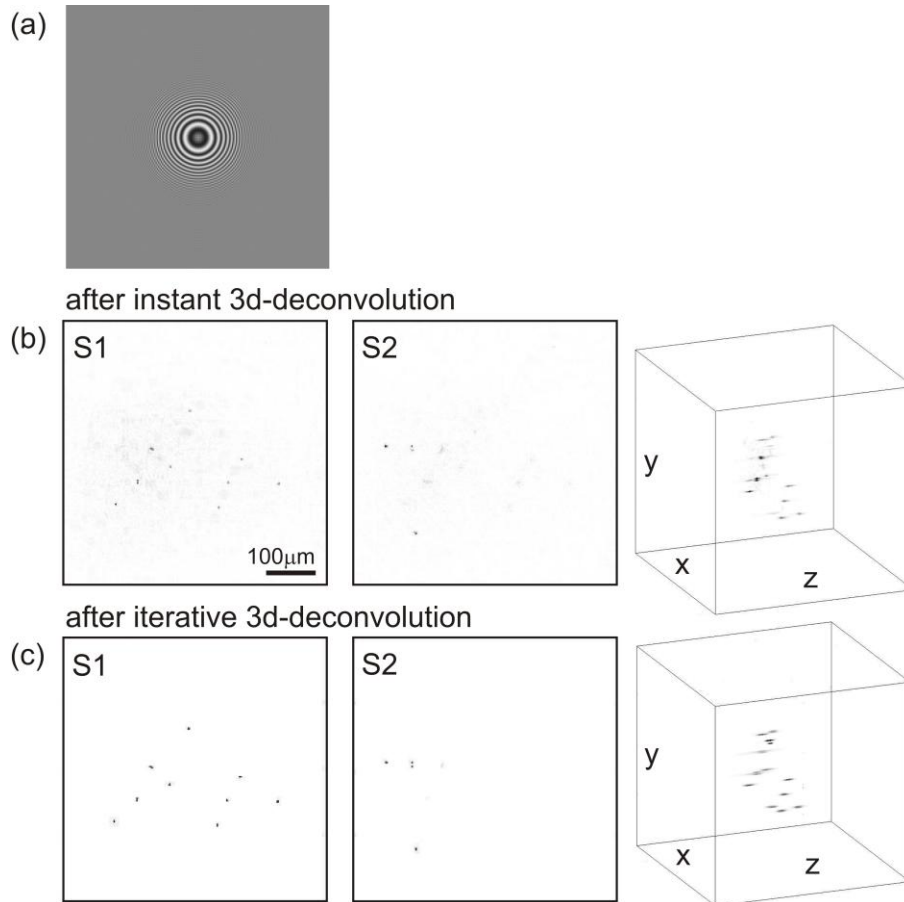 (a)
after instant 3d-deconvolution
(b)
S1
S2
100μm
y
x
z
after iterative 3d-deconvolution
(c)
S1
S2
y
x
z